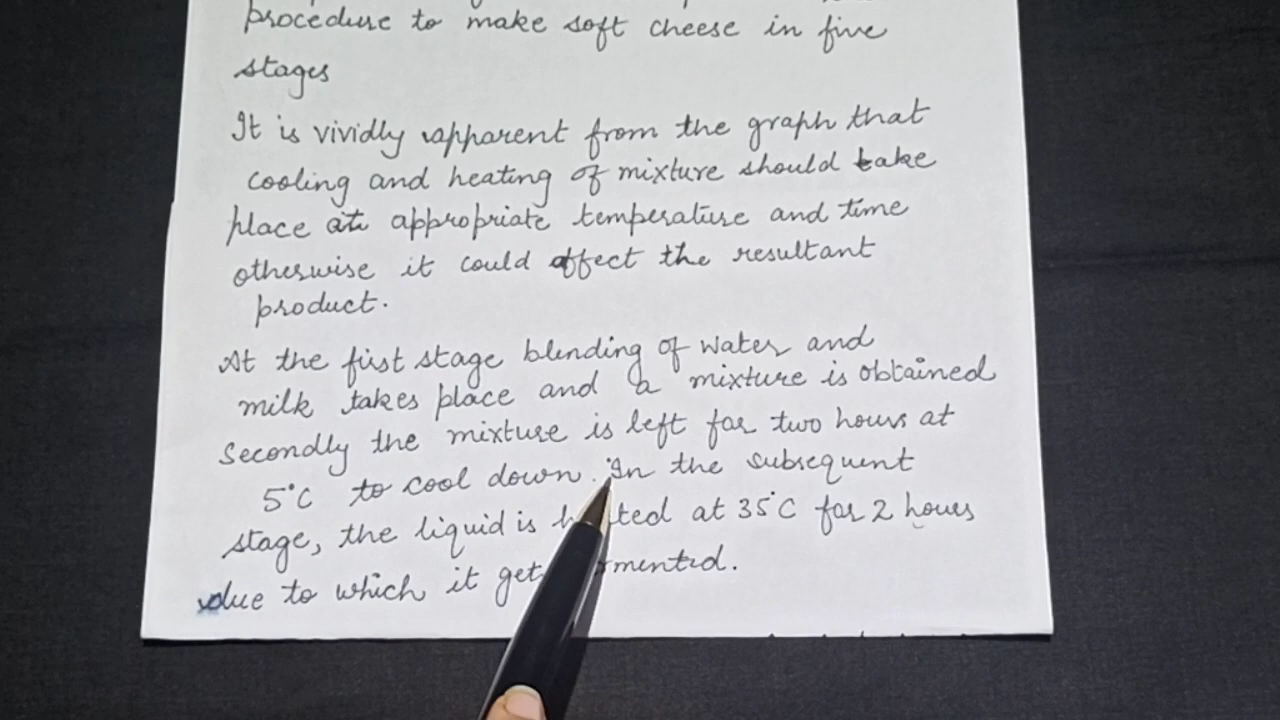 procedure to make soft cheese in five
stages
It is vividly apparent from the graph that
cooling and heating of mixture should take
place at appropriate temperature and time
otherwise it could affect the resultant
product.
At the first stage blending of water and
milk takes place and a mixture is obtained
Secondly the mixture is left for two hours at
5°C to cool down. In the subsequent
stage, the liquid is at 35°C for 2 hours
due to which it